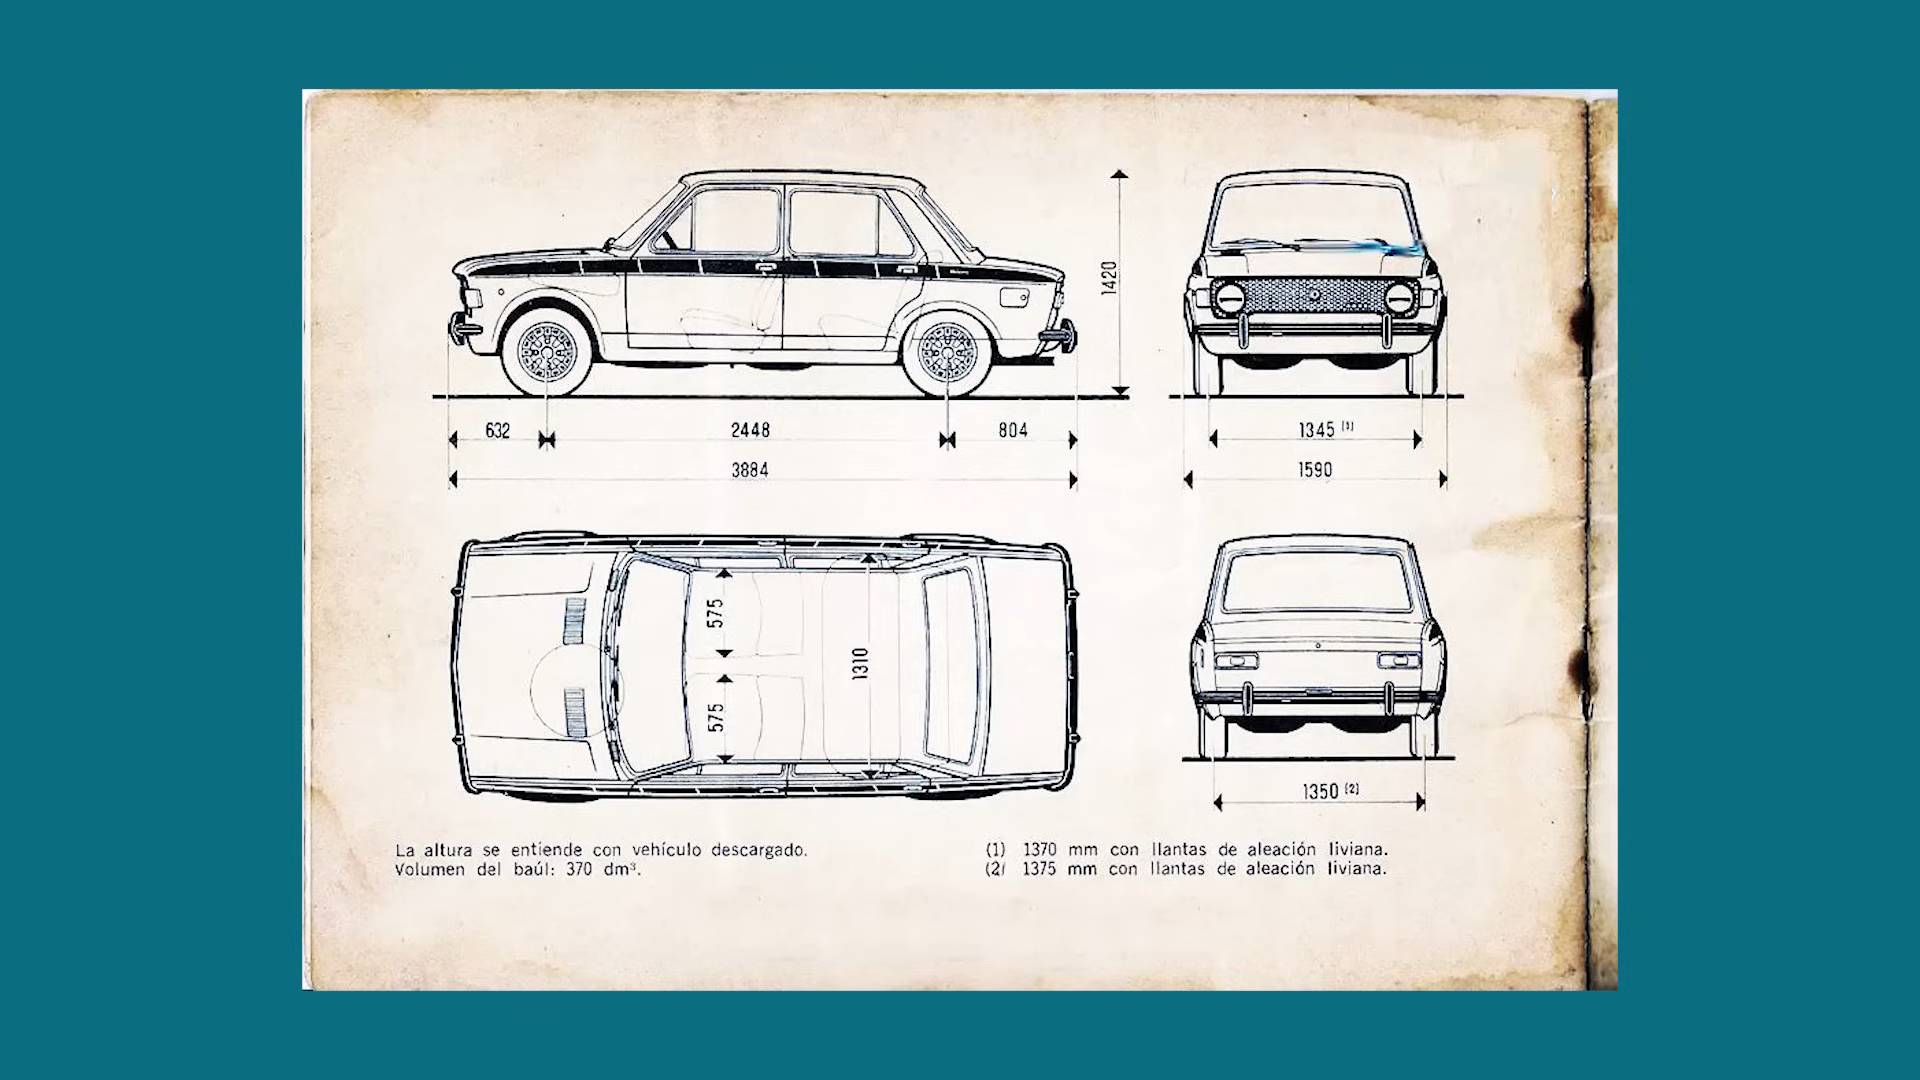 1420
632
2448
804
1345 (1)
3884
1590
575
1310
575
1350 (2)
La altura se entiende con vehículo descargado.
Volumen del baúl: 370 dm³.
(1) 1370 mm con llantas de aleación liviana.
(2) 1375 mm con llantas de aleación liviana.